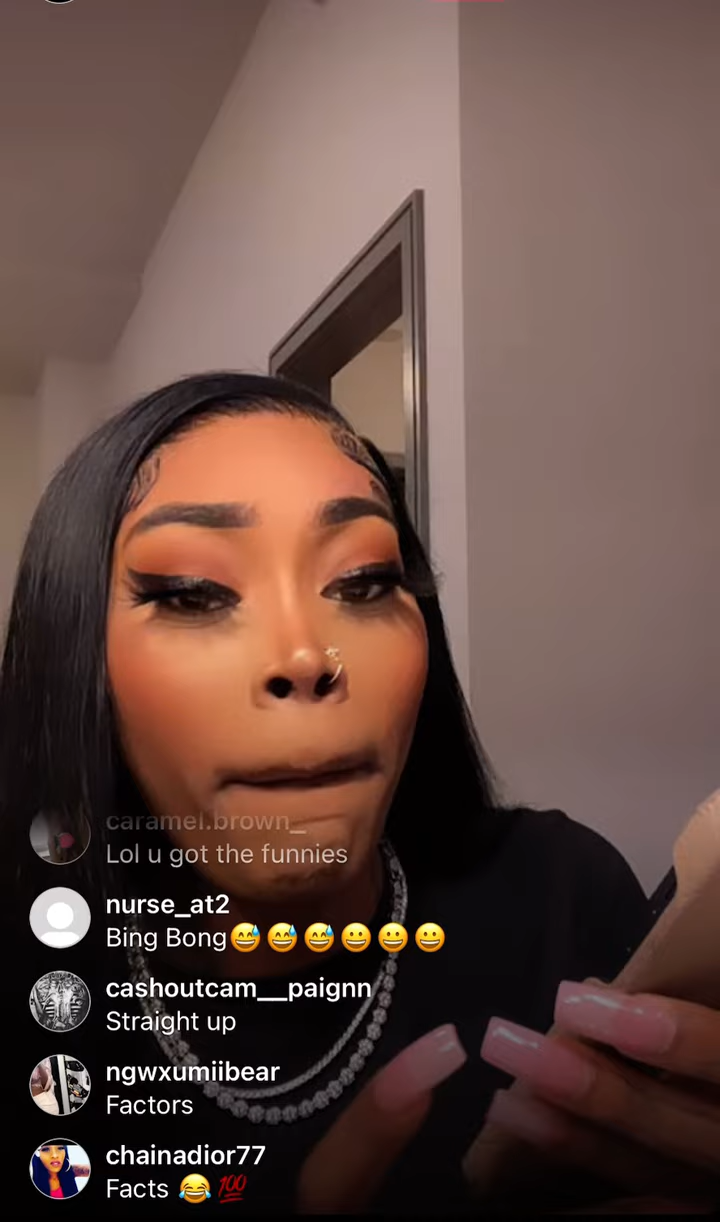 caramel.brown_
Lol u got the funnies
nurse_at2
Bing Bong😅😅😅😀😀😀
cashoutcam__paignn
Straight up
ngwxumiibear
Factors
chainadior77
Facts 😂💯